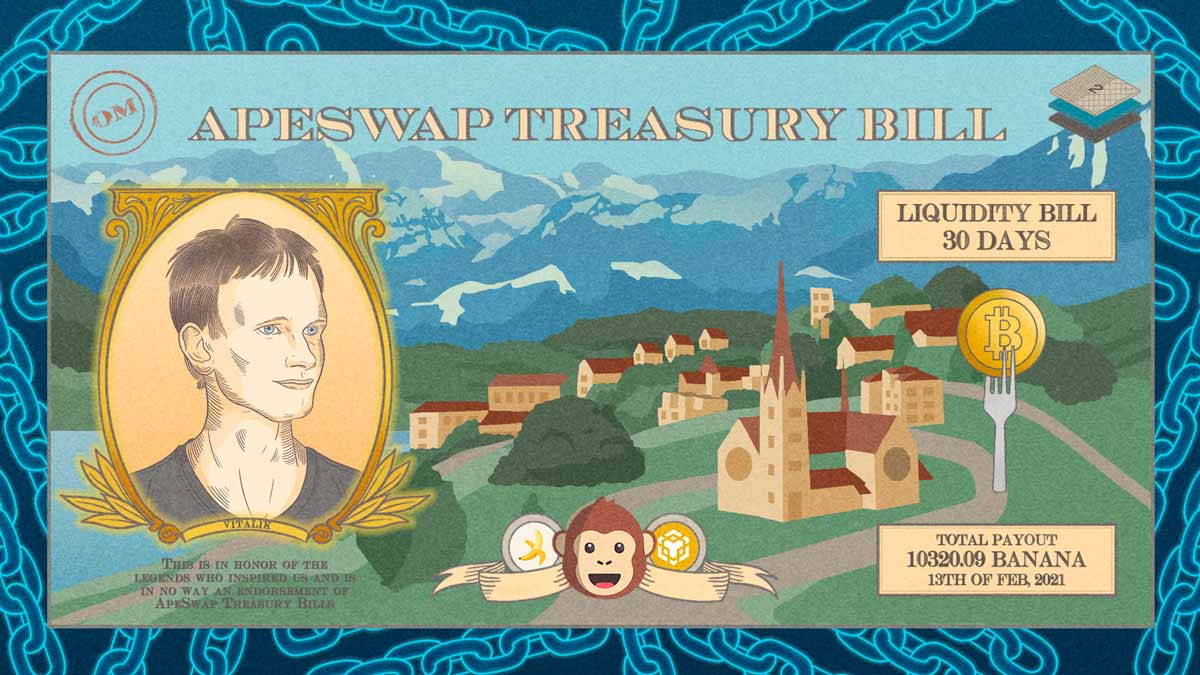 OM
APESWAP TREASURY BILL
2
LIQUIDITY BILL
30 DAYS
VITALIK
THIS IS IN HONOR OF THE
LEGENDS WHO INSPIRED US AND IS
IN NO WAY AN ENDORSEMENT OF
APESWAP TREASURY BILLS
TOTAL PAYOUT
10320.09 BANANA
13TH OF FEB, 2021